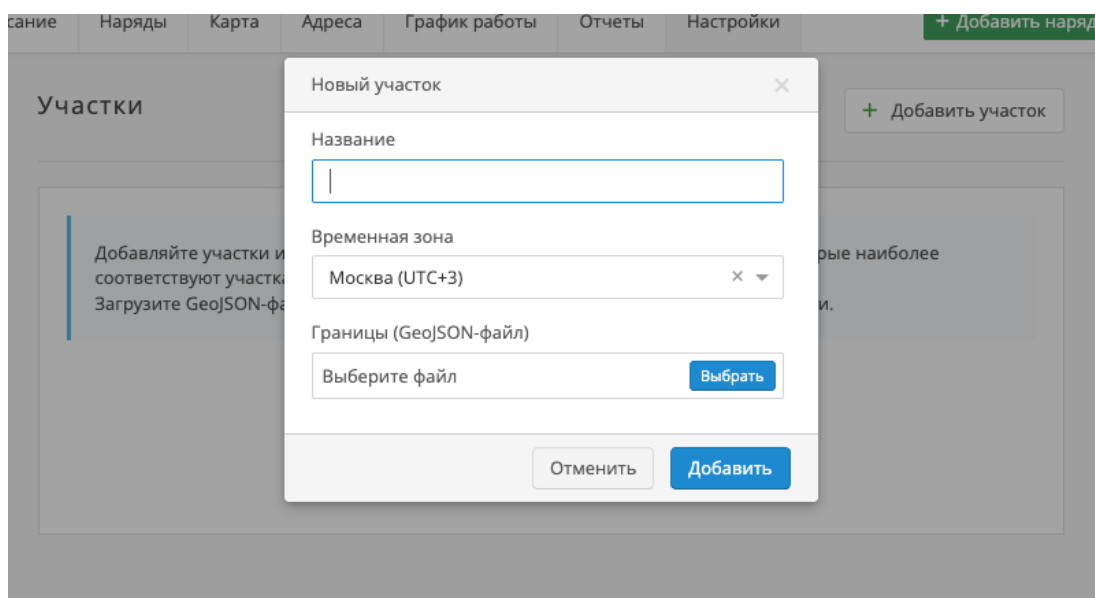 Наряды Карта Адреса График работы Отчеты Настройки + Добавить наряд
Новый участок ×
Участки
+ Добавить участок
Название
Временная зона
Добавляйте участки и
рые наиболее
соответствуют участка
Москва (UTC+3) ×
Загрузите GeoJSON-фа
и.
Границы (GeoJSON-файл)
Выберите файл Выбрать
Отменить Добавить